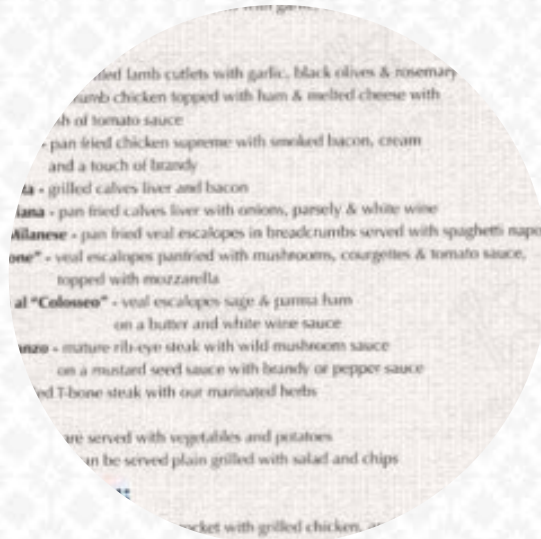 lamb cutlets with garlic, black olives & rosemary
chicken topped with ham & melted cheese with
of tomato sauce
- pan fried chicken supreme with smoked bacon, cream
and a touch of brandy
- grilled calves liver and bacon
iana - pan fried calves liver with onions, parsely & white wine
Milanese - pan fried veal escalopes in breadcrumbs served with spaghetti napo
one" - veal escalopes panfried with mushrooms, courgettes & tomato sauce,
topped with mozzarella
al "Colosseo" - veal escalopes sage & parma ham
on a butter and white wine sauce
anzo - mature rib-eye steak with wild mushroom sauce
on a mustard seed sauce with brandy or pepper sauce
ed T-bone steak with our marinated herbs
are served with vegetables and potatoes
an be served plain grilled with salad and chips
ocket with grilled chicken,